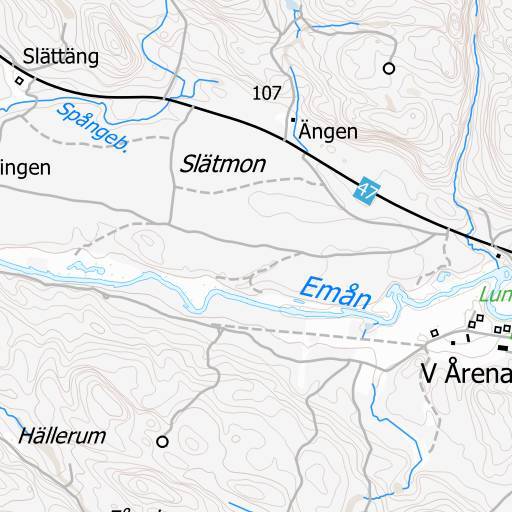 Slättäng
107
Spångeb.
Ängen
Slätmon
ingen
47
Emån
Lun
V Årena
Hällerum